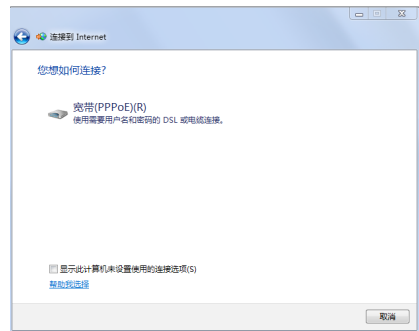 连接到 Internet
您想如何连接?
宽带(PPPoE)(R)
使用需要用户名和密码的 DSL 或电缆连接。
显示此计算机未设置使用的连接选项(S)
帮助我选择
取消